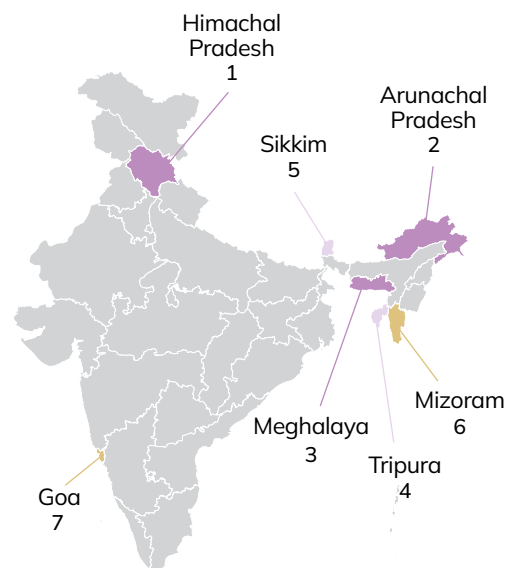 Himachal
Pradesh
1
Arunachal
Pradesh
2
Sikkim
5
Meghalaya
3
Mizoram
6
Tripura
4
Goa
7